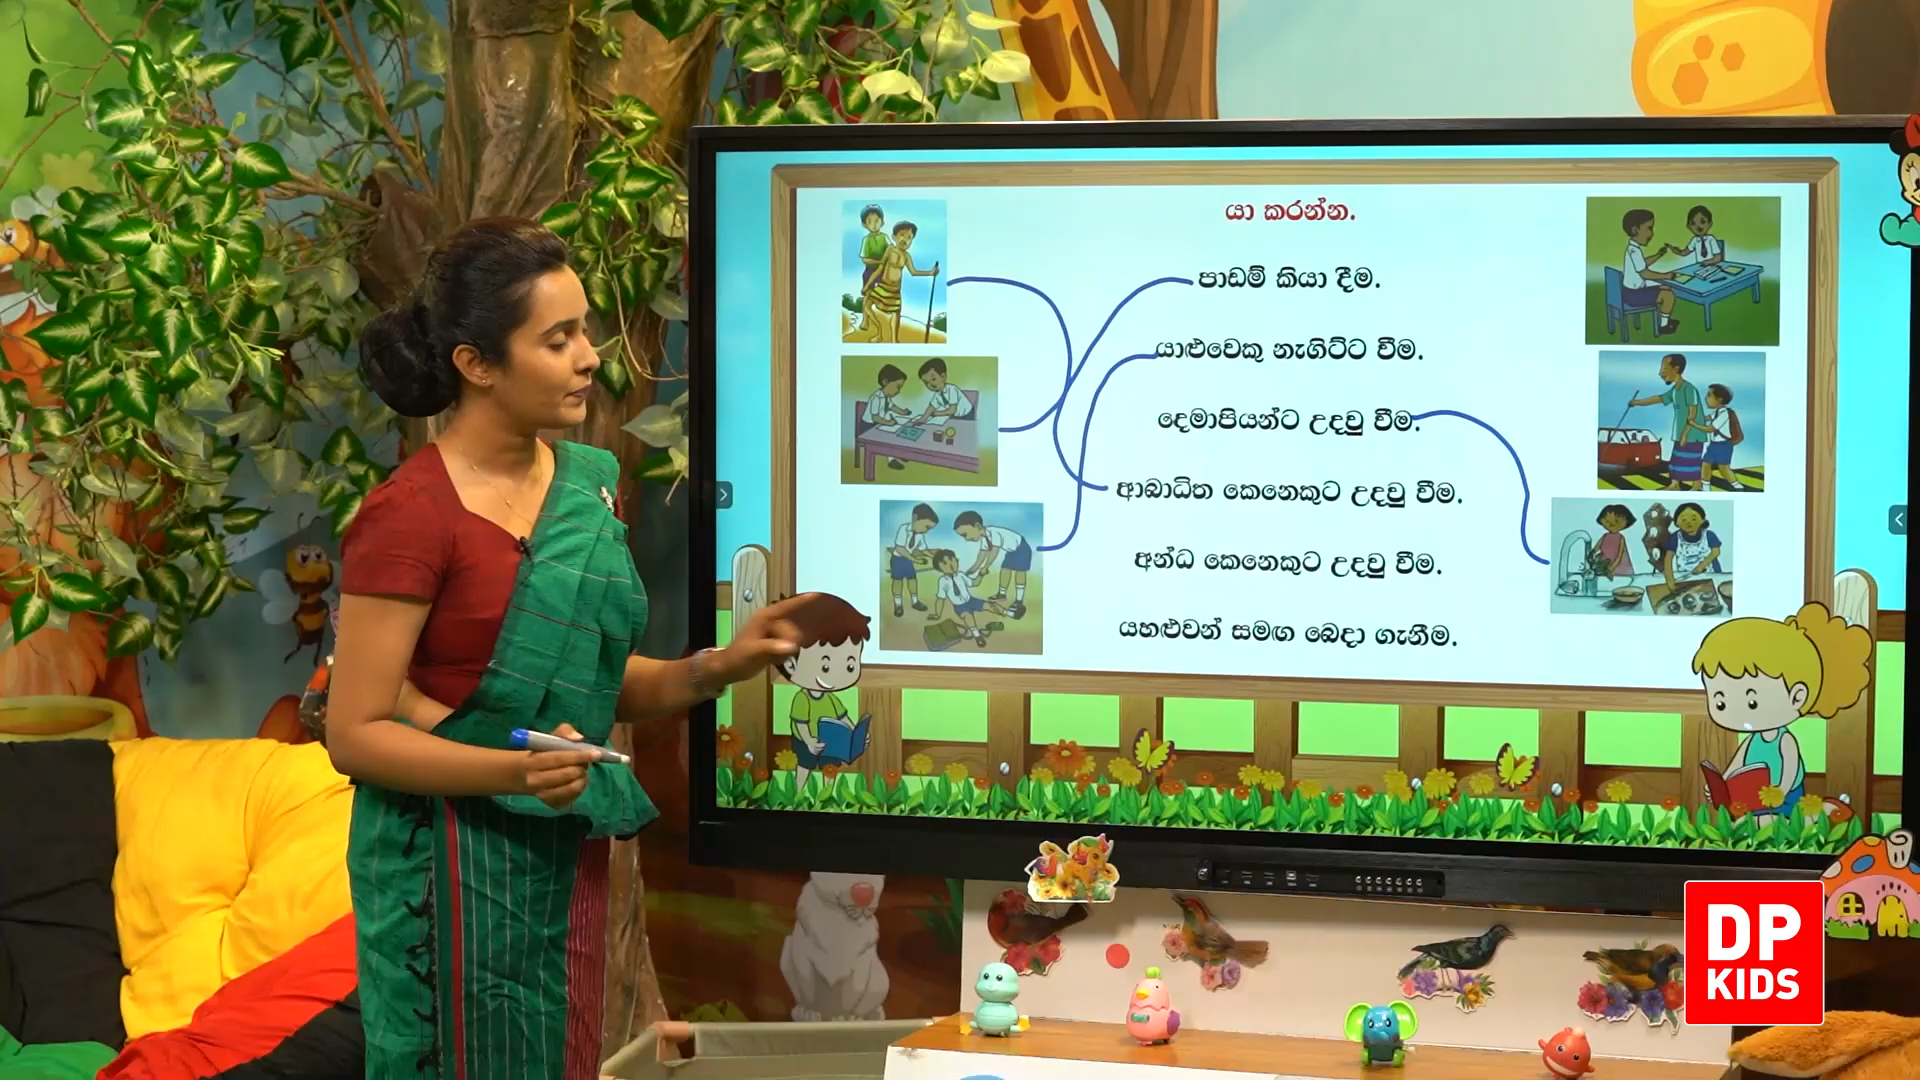 යා කරන්න.
පාඩම් කියා දීම.
යාළුවෙකු නැගිට්ට වීම.
දෙමාපියන්ට උදවු වීම.
ආබාධිත කෙනෙකුට උදවු වීම.
අන්ධ කෙනෙකුට උදවු වීම.
යහළුවන් සමඟ බෙදා ගැනීම.
DP
KIDS